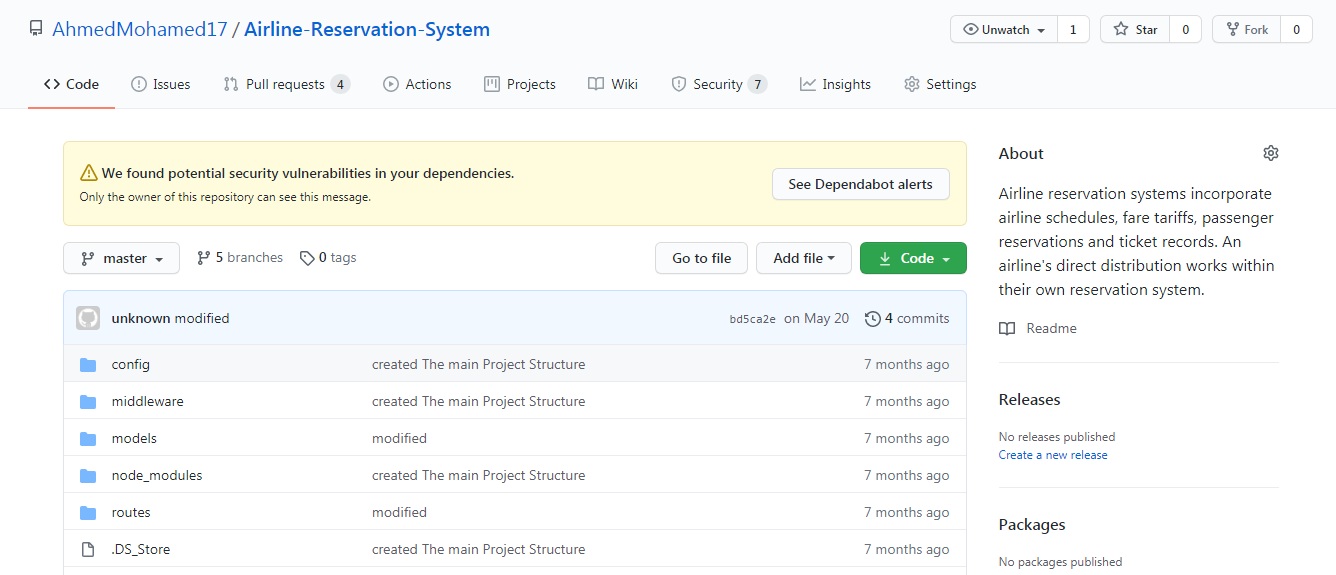 AhmedMohamed17 / Airline-Reservation-System
Unwatch 1 Star 0 Fork 0
Code Issues Pull requests 4 Actions Projects Wiki Security 7 Insights Settings
We found potential security vulnerabilities in your dependencies.
Only the owner of this repository can see this message.
See Dependabot alerts
master 5 branches 0 tags Go to file Add file Code
unknown modified bd5ca2e on May 20 4 commits
config created The main Project Structure 7 months ago
middleware created The main Project Structure 7 months ago
models modified 7 months ago
node_modules created The main Project Structure 7 months ago
routes modified 7 months ago
.DS_Store created The main Project Structure 7 months ago
About
Airline reservation systems incorporate
airline schedules, fare tariffs, passenger
reservations and ticket records. An
airline's direct distribution works within
their own reservation system.
Readme
Releases
No releases published
Create a new release
Packages
No packages published